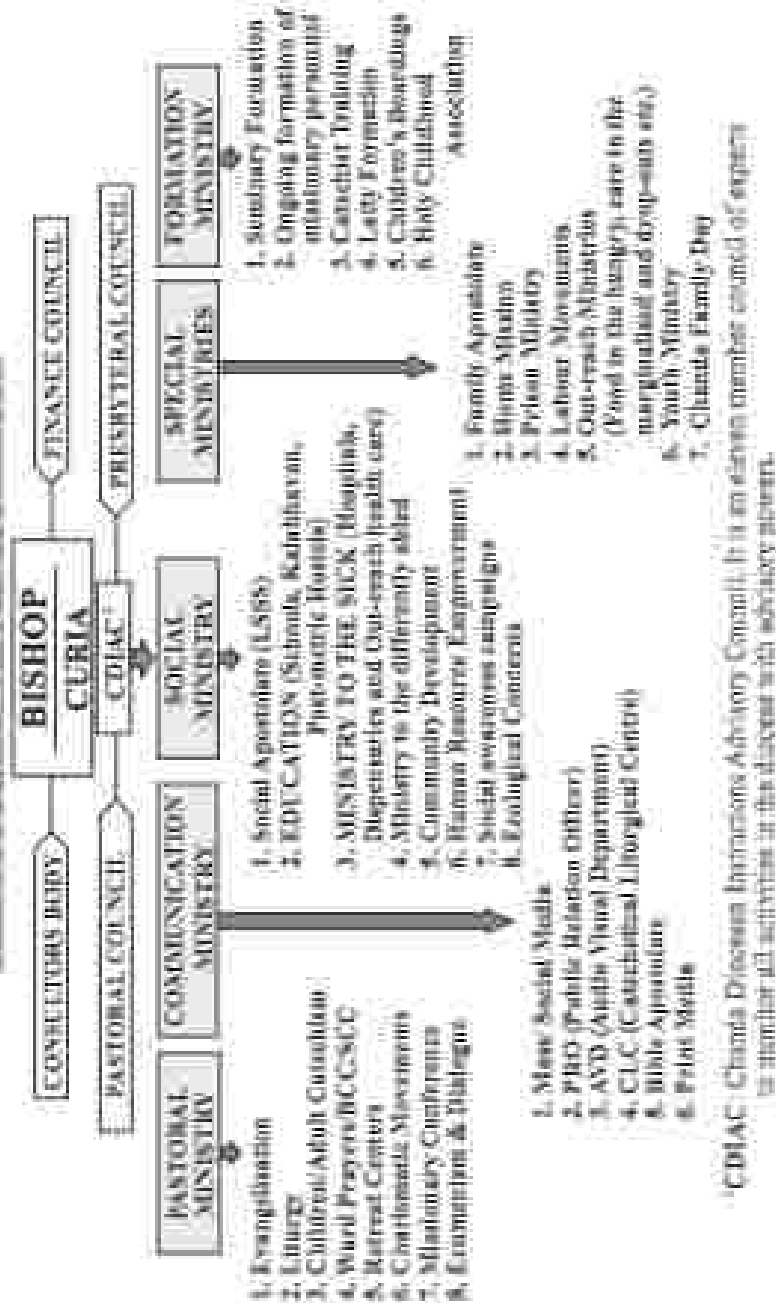 BISHOP
CURIA
CONSULTORS BODY
FINANCE COUNCIL
PASTORAL COUNCIL
CDIAC*
PRESBYTERAL COUNCIL
PASTORAL
MINISTRY
COMMUNICATION
MINISTRY
SOCIAL
MINISTRY
SPECIAL
MINISTRIES
FORMATION
MINISTRY
1. Evangelisation
2. Liturgy
3. Children/Adult Catechism
4. Ward Prayers/BCC/SCC
5. Retreat Centers
6. Charismatic Movements
7. Missionary Conference
8. Ecumenism & Dialogue
1. Mass/Social Media
2. PRO (Public Relation Officer)
3. AVD (Audio Visual Department)
4. CLC (Catechetical Liturgical Centre)
5. Bible Apostolate
6. Print Media
1. Social Apostolate (LSSS)
2. EDUCATION (Schools,
Post-metric Hostels)
3. MINISTRY TO THE SICK (Hospitals,
Dispensaries and Out-reach health care)
4. Ministry to the differently abled
5. Community Development
6. Human Resource Empowerment
7. Social awareness campaigns
8. Ecological Concerns
1. Family Apostolate
2. Home Mission
3. Prison Ministry
4. Labour Movements
5. Out-reach Ministries
(Food to the hungry, care to the
marginalised and drop-outs etc.)
6. Youth Ministry
7. Chanda Family Day
1. Seminary Formation
2. Ongoing formation of
missionary personnel
3. Catechist Training
4. Laity Formation
5. Children's Boardings
6. Holy Childhood
Association
*CDIAC: Chanda Diocesan Instructions Advisory Council. It is an eleven member council of experts
to monitor all activities in the diocese with advisory powers.